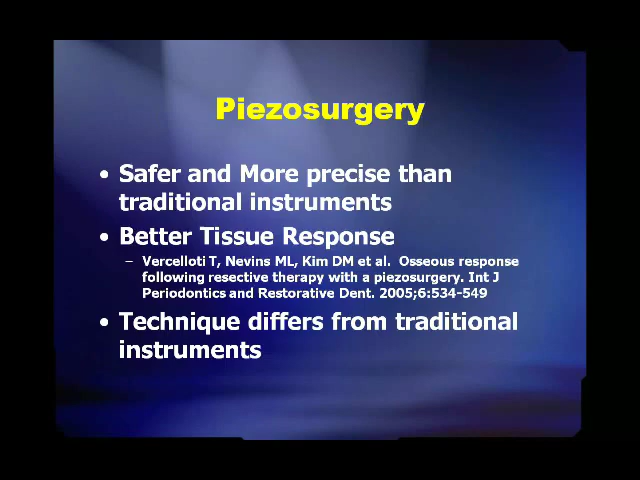 Piezosurgery
• Safer and More precise than
traditional instruments
• Better Tissue Response
– Vercelloti T, Nevins ML, Kim DM et al. Osseous response
following resective therapy with a piezosurgery. Int J
Periodontics and Restorative Dent. 2005;6:534-549
• Technique differs from traditional
instruments